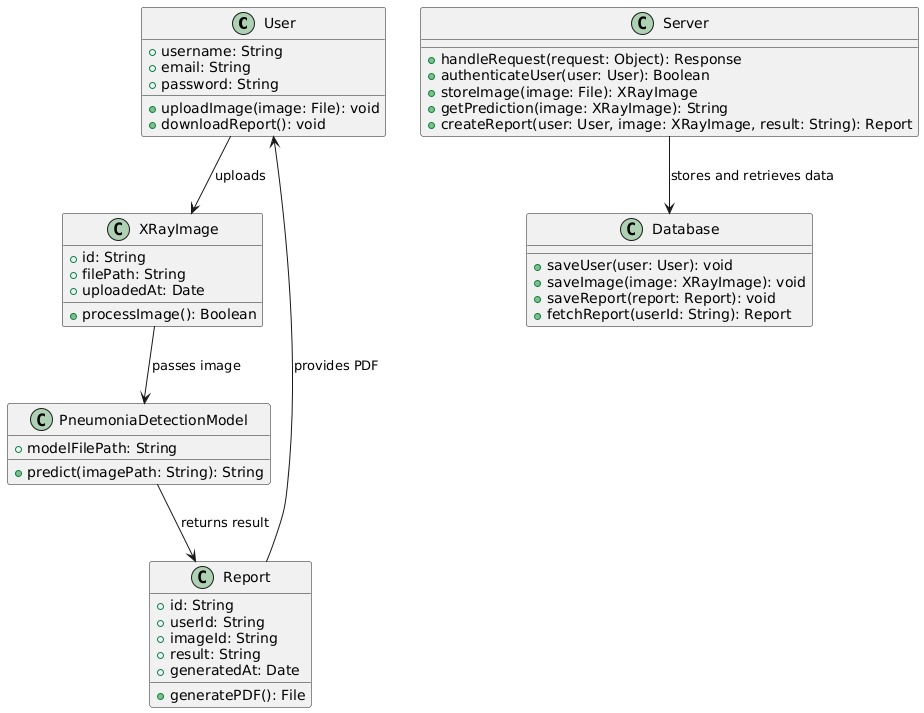 C User
username: String
email: String
password: String
uploadImage(image: File): void
downloadReport(): void
C Server
handleRequest(request: Object): Response
authenticateUser(user: User): Boolean
storeImage(image: File): XRayImage
getPrediction(image: XRayImage): String
createReport(user: User, image: XRayImage, result: String): Report
uploads
stores and retrieves data
C XRayImage
id: String
filePath: String
uploadedAt: Date
processImage(): Boolean
C Database
saveUser(user: User): void
saveImage(image: XRayImage): void
saveReport(report: Report): void
fetchReport(userId: String): Report
passes image
provides PDF
C PneumoniaDetectionModel
modelFilePath: String
predict(imagePath: String): String
returns result
C Report
id: String
userId: String
imageId: String
result: String
generatedAt: Date
generatePDF(): File